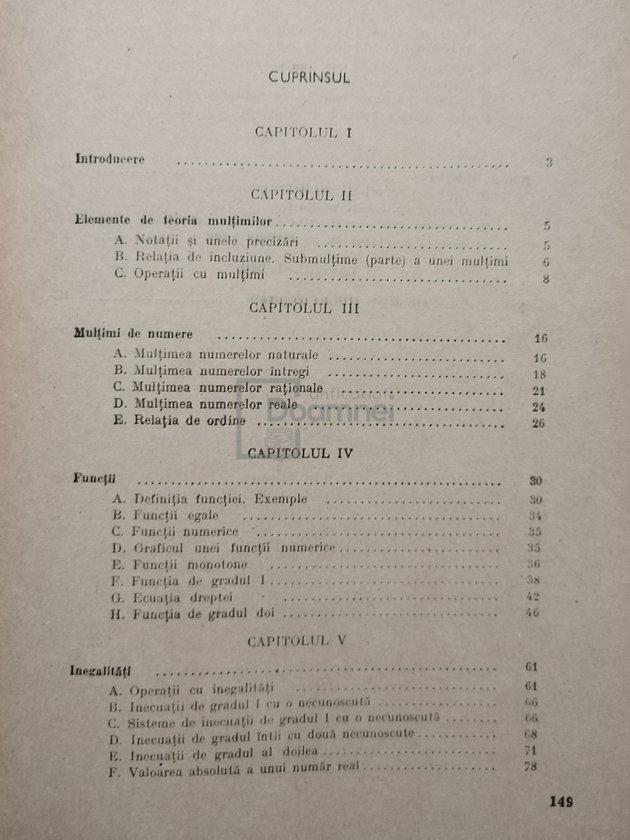 CUPRINSUL
CAPITOLUL I
Introducere .................................................. 3
CAPITOLUL II
Elemente de teoria mulțimilor .................................. 5
A. Notații și unele precizări ............................ 5
B. Relația de incluziune. Submulțime (parte) a unei mulțimi 6
C. Operații cu mulțimi ................................ 8
CAPITOLUL III
Mulțimi de numere .......................................... 16
A. Mulțimea numerelor naturale .......................... 16
B. Mulțimea numerelor întregi ............................ 18
C. Mulțimea numerelor raționale .......................... 21
D. Mulțimea numerelor reale .............................. 24
E. Relația de ordine .................................... 26
anticariat
Doamnei
CAPITOLUL IV
Funcții .................................................... 30
A. Definiția funcției. Exemple .......................... 30
B. Funcții egale ...................................... 34
C. Funcții numerice .................................... 35
D. Graficul unei funcții numerice ........................ 35
E. Funcții monotone .................................... 36
F. Funcția de gradul I .................................. 38
G. Ecuația dreptei .................................... 42
H. Funcția de gradul doi ................................ 46
CAPITOLUL V
Inegalități ................................................ 61
A. Operații cu inegalități .............................. 61
B. Inecuații de gradul I cu o necunoscută .................. 66
C. Sisteme de inecuații de gradul I cu o necunoscută ........ 66
D. Inecuații de gradul întîi cu două necunoscute ............ 68
E. Inecuații de gradul al doilea .......................... 71
F. Valoarea absolută a unui număr real .................... 78
149